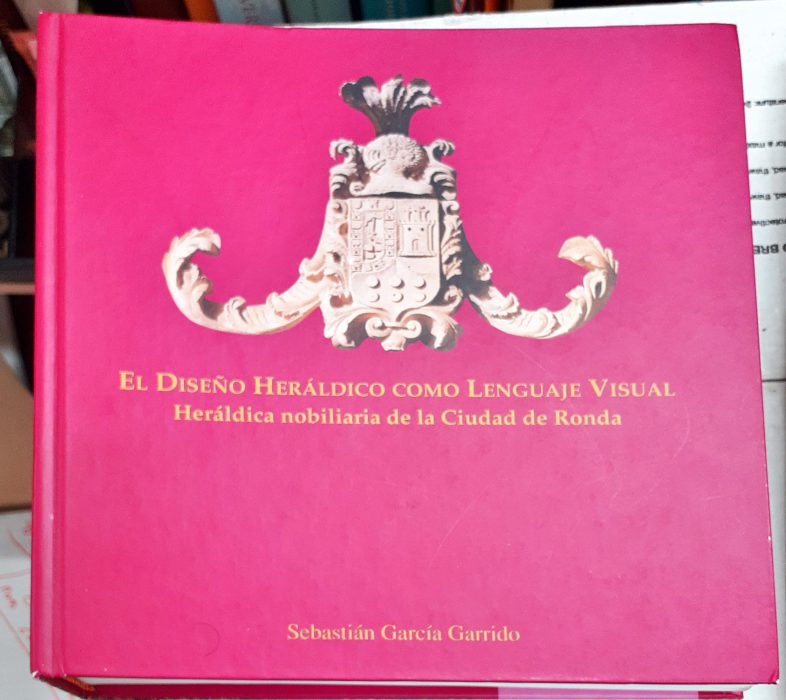 El Diseño Heráldico como Lenguaje Visual
Heráldica nobiliaria de la Ciudad de Ronda
Sebastián García Garrido